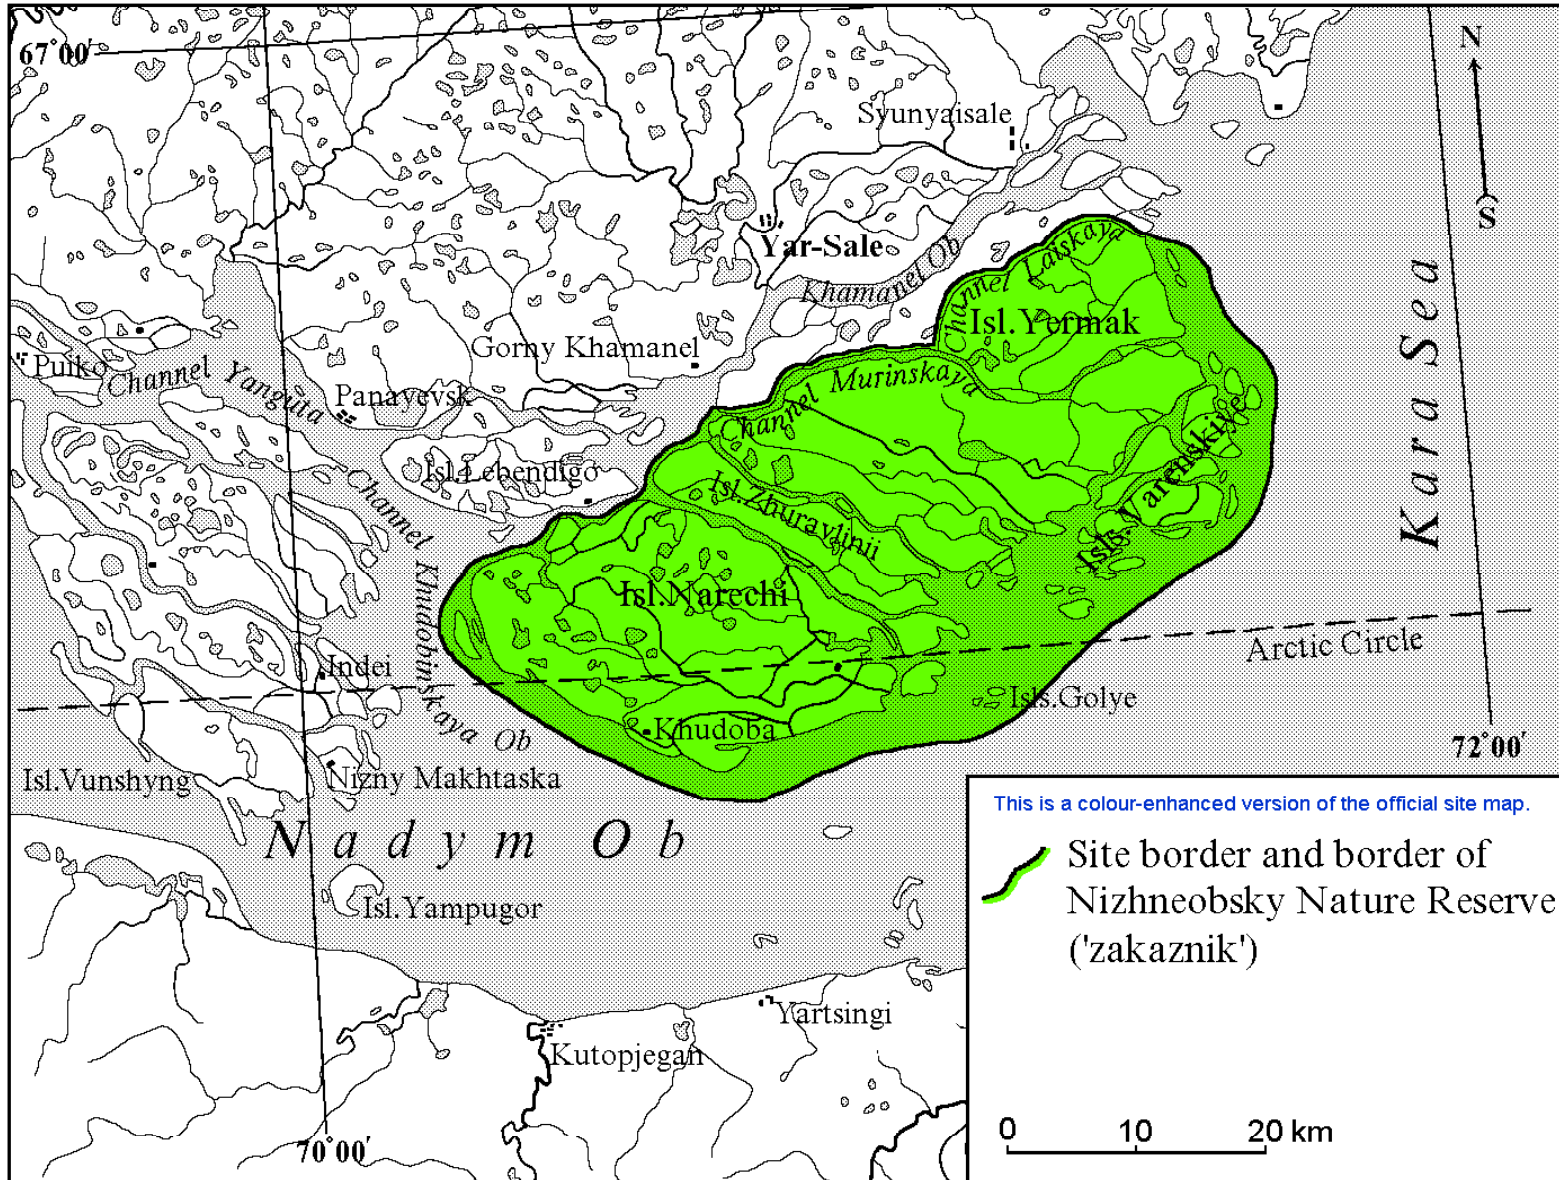 67°00′
N
S
Syunyaisale
Yar-Sale
Khamanel Ob
Channel Laiskaya
Isl.Yermak
Kara Sea
Gorny Khamanel
Puiko
Channel Yanguta
Panayevsk
Channel Murinskaya
Isl.Lebendigo
Isl.Zhuravlinii
Isls.Varenskiye
Channel Khudobinskaya Ob
Isl.Narechi
Arctic Circle
Indei
Isls.Golye
Khudoba
72°00′
Isl.Vunshyng
Nizny Makhtaska
Nadym Ob
Isl.Yampugor
Yartsingi
Kutopjegan
70°00′
This is a colour-enhanced version of the official site map.
Site border and border of
Nizhneobsky Nature Reserve
('zakaznik')
0 10 20 km